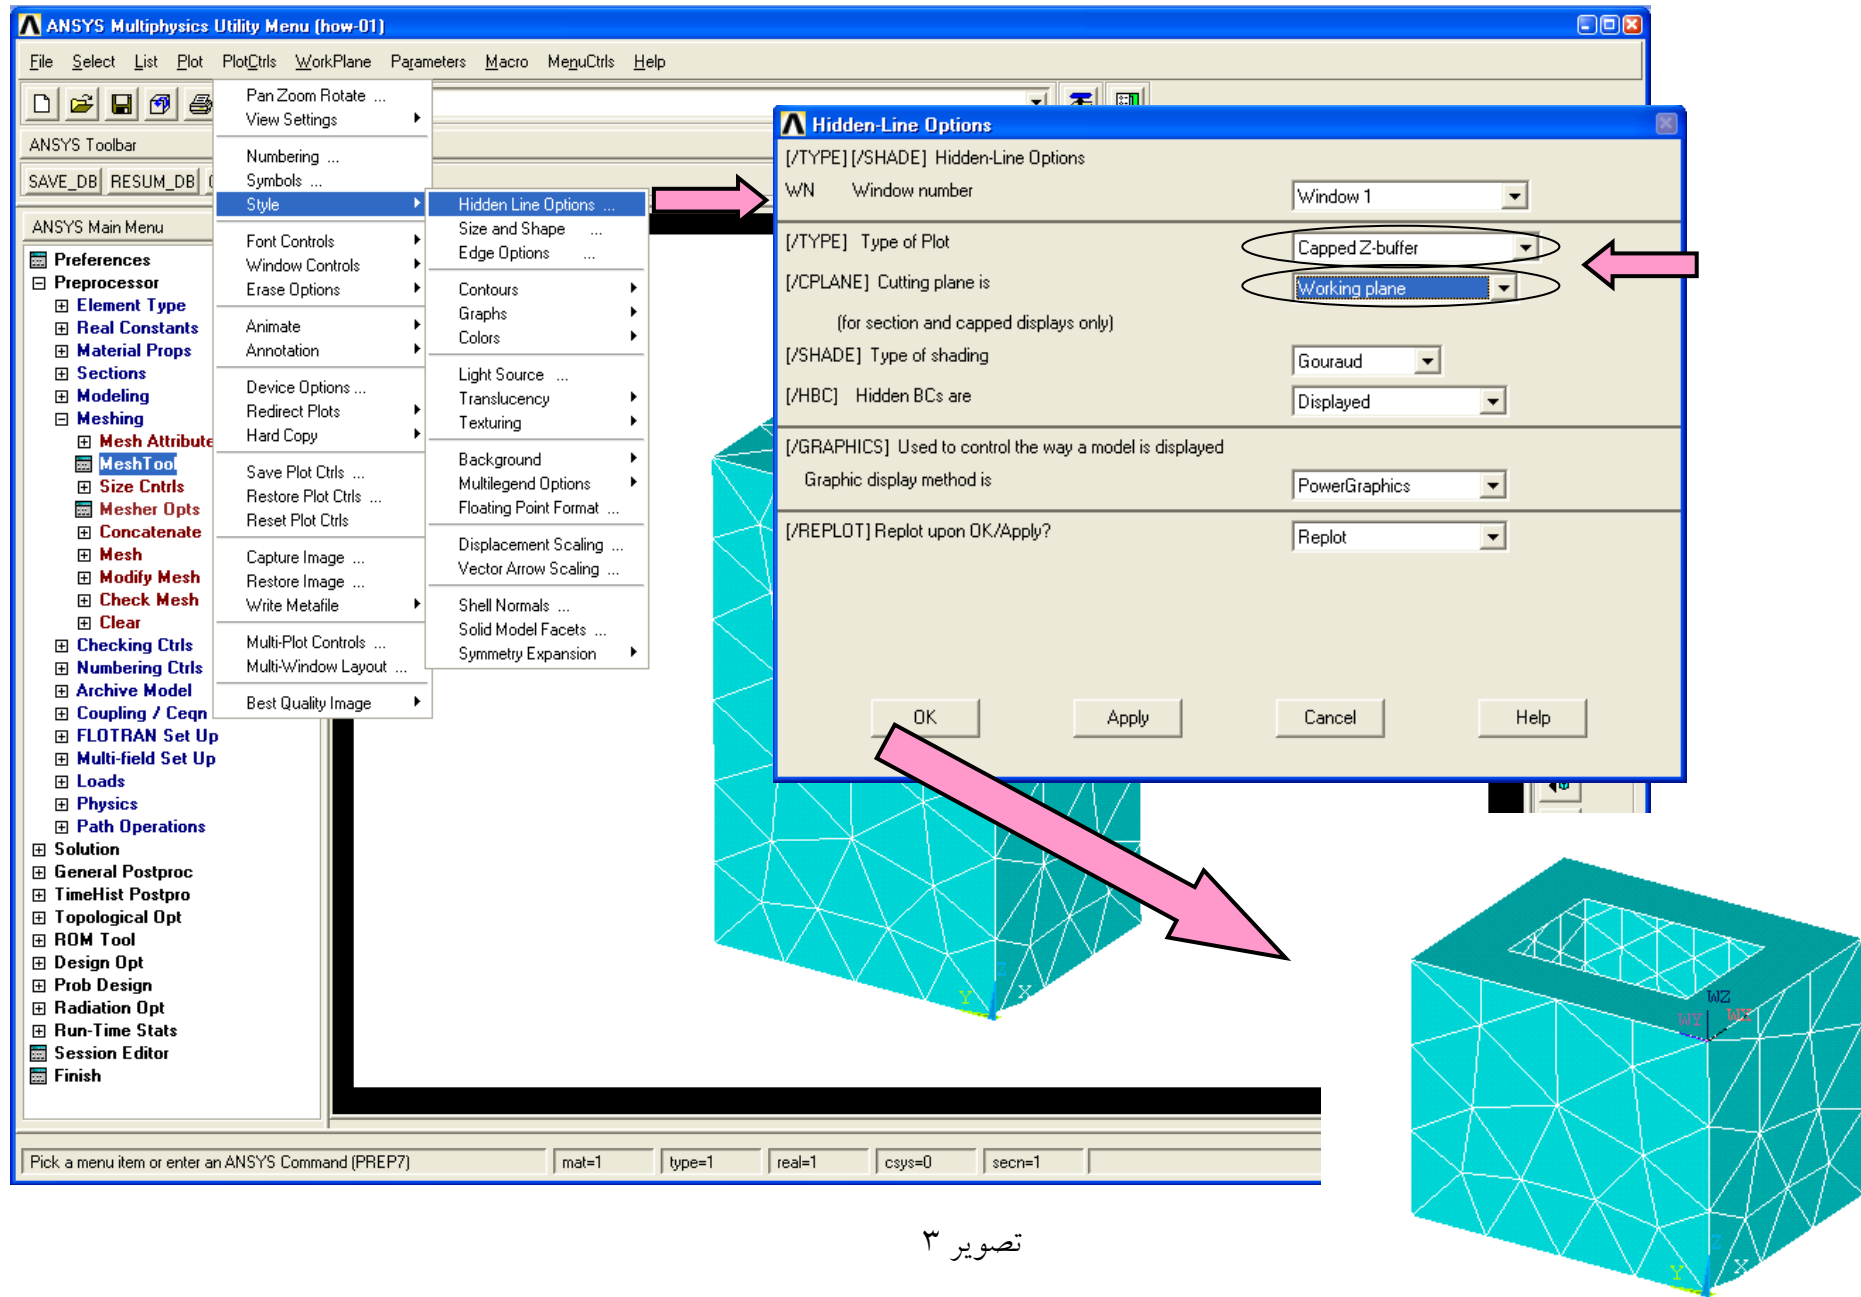 ANSYS Multiphysics Utility Menu (how-01)
File Select List Plot PlotCtrls WorkPlane Parameters Macro MenuCtrls Help
ANSYS Toolbar
SAVE_DB RESUM_DB
ANSYS Main Menu
Preferences
Preprocessor
Element Type
Real Constants
Material Props
Sections
Modeling
Meshing
Mesh Attribute
MeshTool
Size Cntrls
Mesher Opts
Concatenate
Mesh
Modify Mesh
Check Mesh
Clear
Checking Ctrls
Numbering Ctrls
Archive Model
Coupling / Ceqn
FLOTRAN Set Up
Multi-field Set Up
Loads
Physics
Path Operations
Solution
General Postproc
TimeHist Postpro
Topological Opt
ROM Tool
Design Opt
Prob Design
Radiation Opt
Run-Time Stats
Session Editor
Finish
Pan Zoom Rotate ...
View Settings
Numbering ...
Symbols ...
Style
Font Controls
Window Controls
Erase Options
Animate
Annotation
Device Options ...
Redirect Plots
Hard Copy
Save Plot Ctrls ...
Restore Plot Ctrls ...
Reset Plot Ctrls
Capture Image ...
Restore Image ...
Write Metafile
Multi-Plot Controls ...
Multi-Window Layout ...
Best Quality Image
Hidden Line Options ...
Size and Shape ...
Edge Options ...
Contours
Graphs
Colors
Light Source ...
Translucency
Texturing
Background
Multilegend Options
Floating Point Format ...
Displacement Scaling ...
Vector Arrow Scaling ...
Shell Normals ...
Solid Model Facets ...
Symmetry Expansion
Hidden-Line Options
[/TYPE] [/SHADE] Hidden-Line Options
WN Window number Window 1
[/TYPE] Type of Plot Capped Z-buffer
[/CPLANE] Cutting plane is Working plane
(for section and capped displays only)
[/SHADE] Type of shading Gouraud
[/HBC] Hidden BCs are Displayed
[/GRAPHICS] Used to control the way a model is displayed
Graphic display method is PowerGraphics
[/REPLOT] Replot upon OK/Apply? Replot
OK Apply Cancel Help
Z
Y X
WZ
WY WX
Z
Y X
Pick a menu item or enter an ANSYS Command (PREP7) mat=1 type=1 real=1 csys=0 secn=1
تصویر ۳